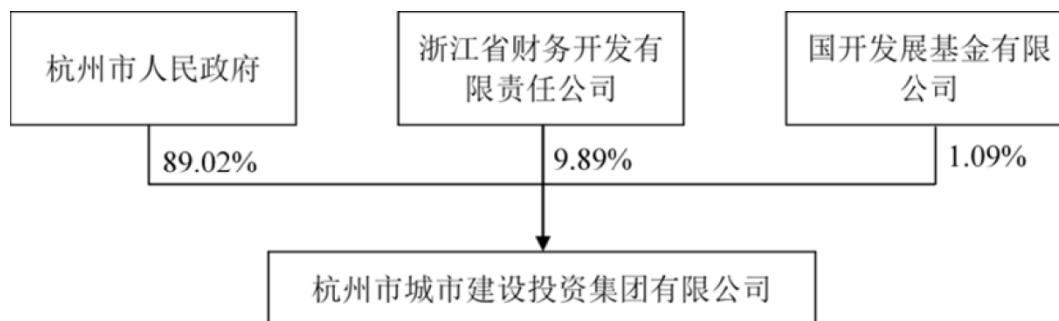 杭州市人民政府
浙江省财务开发有
限责任公司
国开发展基金有限
公司
89.02%
9.89%
1.09%
杭州市城市建设投资集团有限公司